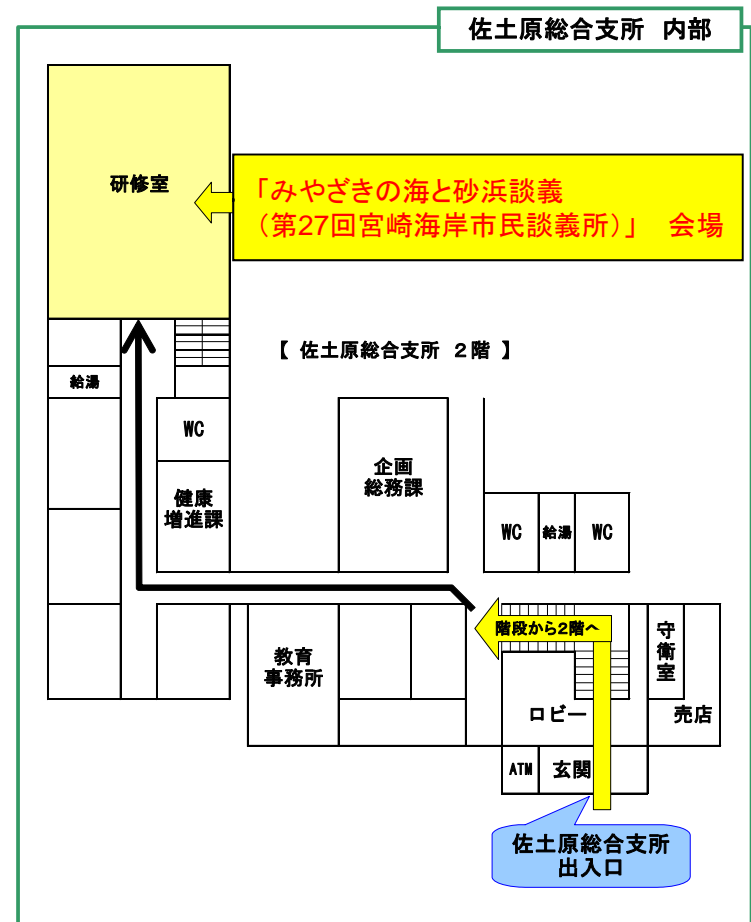 佐土原総合支所 内部
研修室
「みやざきの海と砂浜談義
（第27回宮崎海岸市民談義所）」 会場
【 佐土原総合支所 ２階 】
給湯
WC
健康
増進課
企画
総務課
WC
給湯
WC
階段から2階へ
教育
事務所
守
衛
室
ロビー
売店
ATM
玄関
佐土原総合支所
出入口